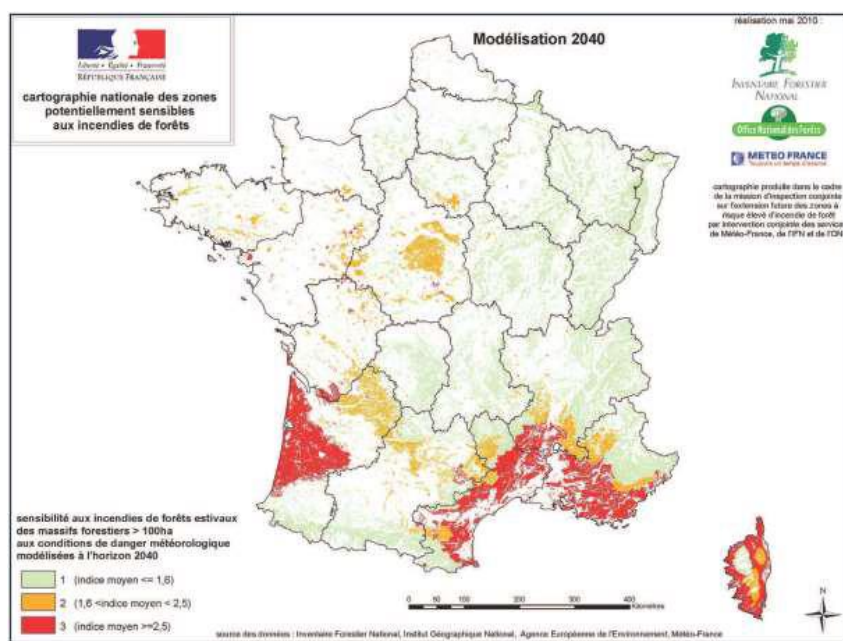 Liberté • Égalité • Fraternité
RÉPUBLIQUE FRANÇAISE
cartographie nationale des zones
potentiellement sensibles
aux incendies de forêts
Modélisation 2040
réalisation mai 2010 :
INVENTAIRE FORESTIER
NATIONAL
Office National des Forêts
METEO FRANCE
cartographie produite dans le cadre
de la mission d'inspection conjointe
sur l'extension future des zones à
risque élevé d'incendie de forêt
par intervention conjointe des service
de Météo-France, de l'IFN et de l'ON
sensibilité aux incendies de forêts estivaux
des massifs forestiers > 100ha
aux conditions de danger météorologique
modélisées à l'horizon 2040
1 (indice moyen <= 1,6)
2 (1,6 <indice moyen < 2,5)
3 (indice moyen >=2,5)
0 50 100 200 300 400
Kilomètres
N
source des données : Inventaire Forestier National, Institut Géographique National, Agence Européenne de l'Environnement, Météo-France